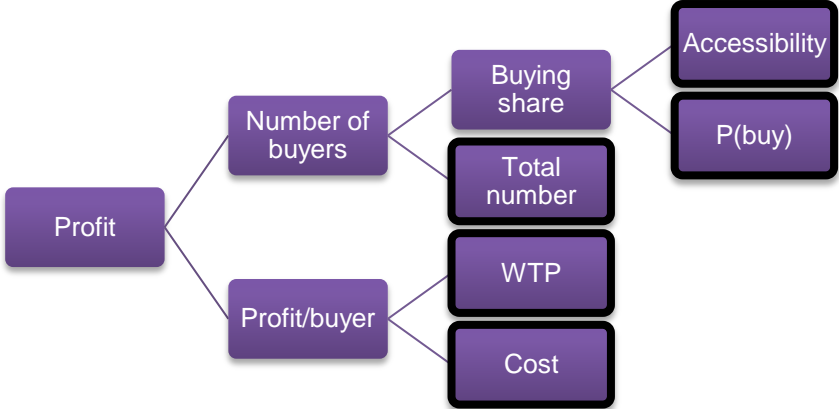 Accessibility
Buying
share
P(buy)
Number of
buyers
Total
number
Profit
WTP
Profit/buyer
Cost